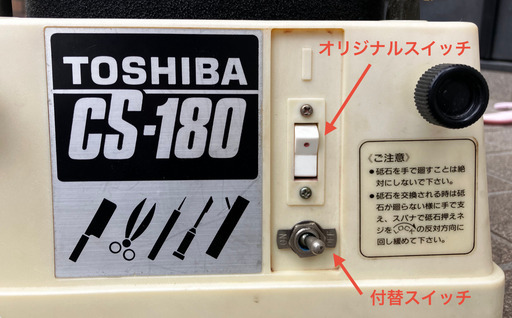 オリジナルスイッチ
TOSHIBA
CS-180
〈ご注意〉
●砥石を手で廻すことは絶
対にしないで下さい。
●砥石を交換される時は砥
石が廻らない様に手で支
え、スパナで砥石押えネ
ジを の反対方向に
回し緩めて下さい。
付替スイッチ